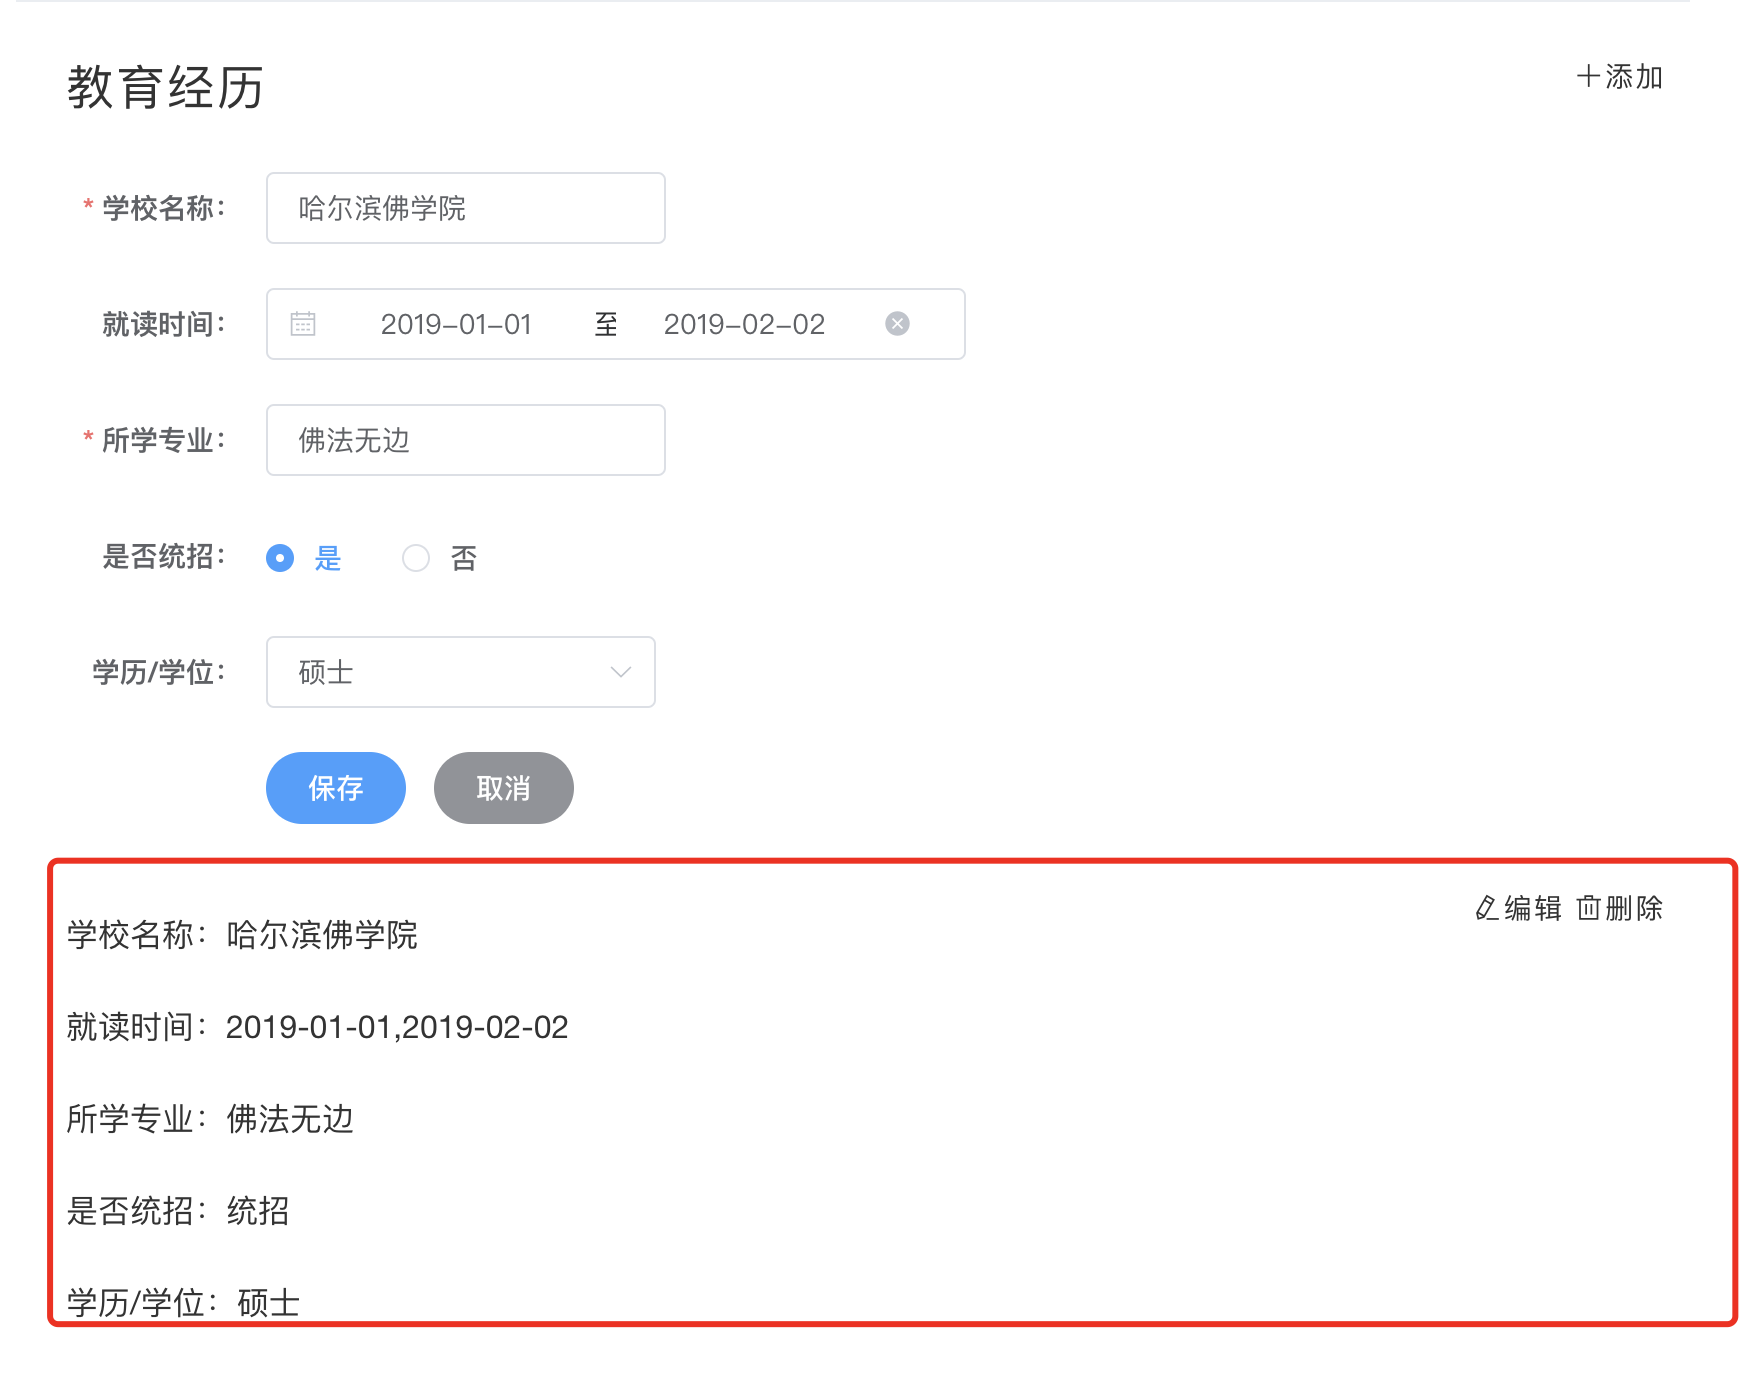 教育经历
添加
* 学校名称： 哈尔滨佛学院
就读时间： 2019-01-01 至 2019-02-02
* 所学专业： 佛法无边
是否统招： 是 否
学历/学位： 硕士
保存 取消
编辑 删除
学校名称：哈尔滨佛学院
就读时间：2019-01-01,2019-02-02
所学专业：佛法无边
是否统招：统招
学历/学位：硕士